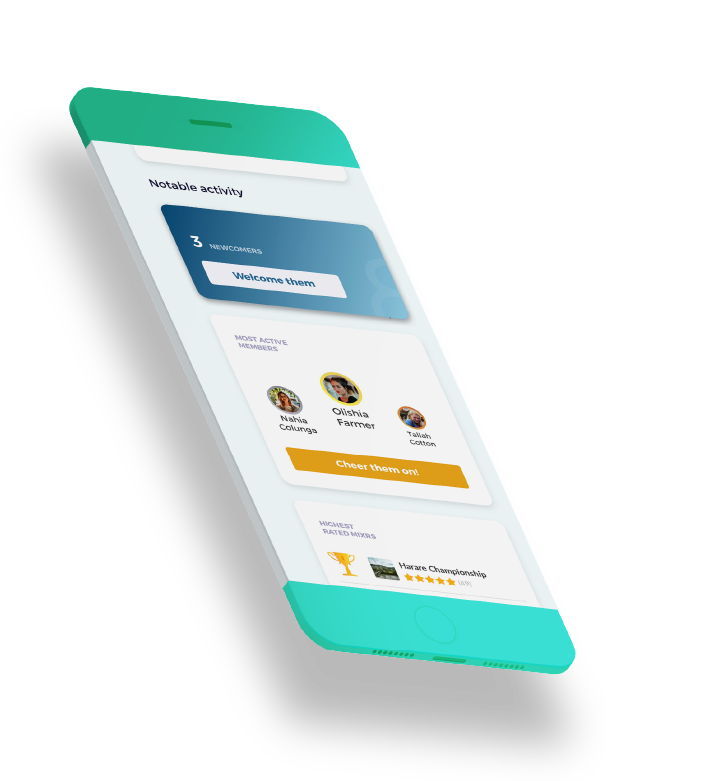 Notable activity
3 NEWCOMERS
Welcome them
MOST ACTIVE
MEMBERS
Nahia
Colunga
Olishia
Farmer
Taliah
Cotton
Cheer them on!
HIGHEST
RATED MIXRS
Harare Championship
(49)